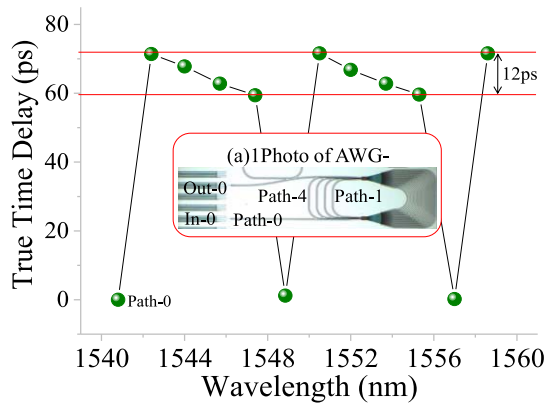 80
60
40
20
0
True Time Delay (ps)
12ps
(a)1Photo of AWG-
Out-0
Path-4 Path-1
In-0 Path-0
Path-0
1540 1544 1548 1552 1556 1560
Wavelength (nm)